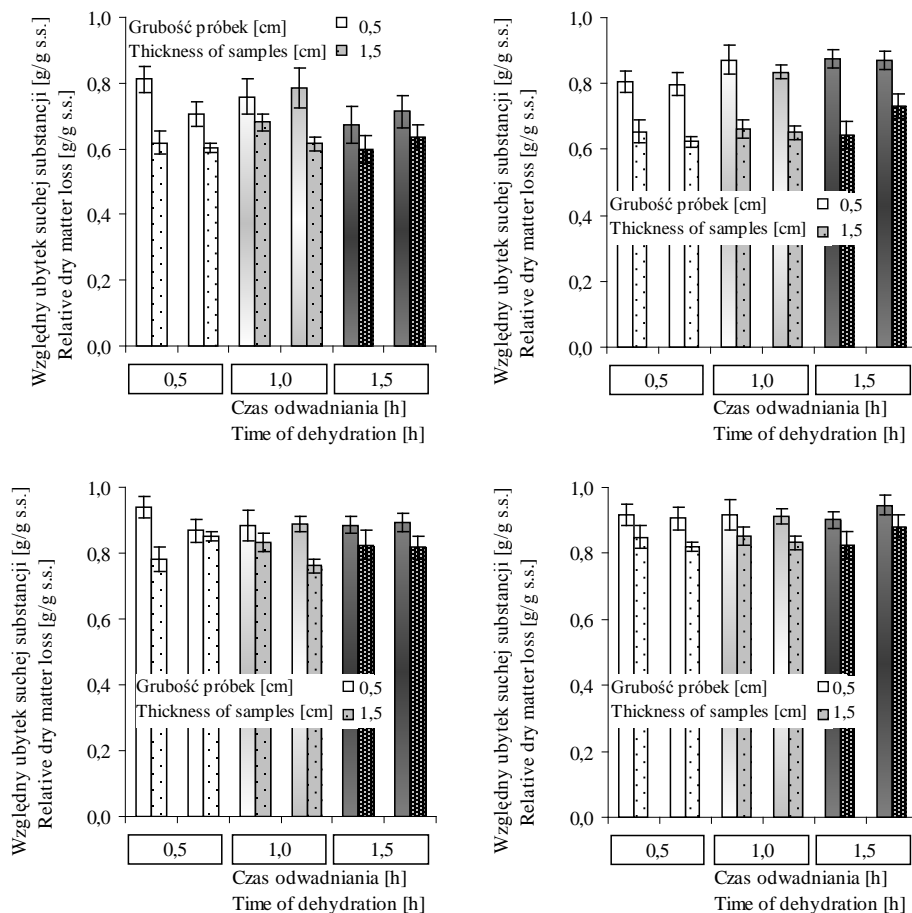 Względny ubytek suchej substancji [g/g s.s.]
Relative dry matter loss [g/g s.s.]
1,0
0,8
0,6
0,4
0,2
0,0
Grubość próbek [cm]
0,5
Thickness of samples [cm]
1,5
0,5
1,0
1,5
Czas odwadniania [h]
Time of dehydration [h]
Względny ubytek suchej substancji [g/g s.s.]
Relative dry matter loss [g/g s.s.]
1,0
0,8
0,6
0,4
0,2
0,0
Grubość próbek [cm]
0,5
Thickness of samples [cm]
1,5
0,5
1,0
1,5
Czas odwadniania [h]
Time of dehydration [h]
Względny ubytek suchej substancji [g/g s.s.]
Relative dry matter loss [g/g s.s.]
1,0
0,8
0,6
0,4
0,2
0,0
Grubość próbek [cm]
0,5
Thickness of samples [cm]
1,5
0,5
1,0
1,5
Czas odwadniania [h]
Time of dehydration [h]
Względny ubytek suchej substancji [g/g s.s.]
Relative dry matter loss [g/g s.s.]
1,0
0,8
0,6
0,4
0,2
0,0
Grubość próbek [cm]
0,5
Thickness of samples [cm]
1,5
0,5
1,0
1,5
Czas odwadniania [h]
Time of dehydration [h]